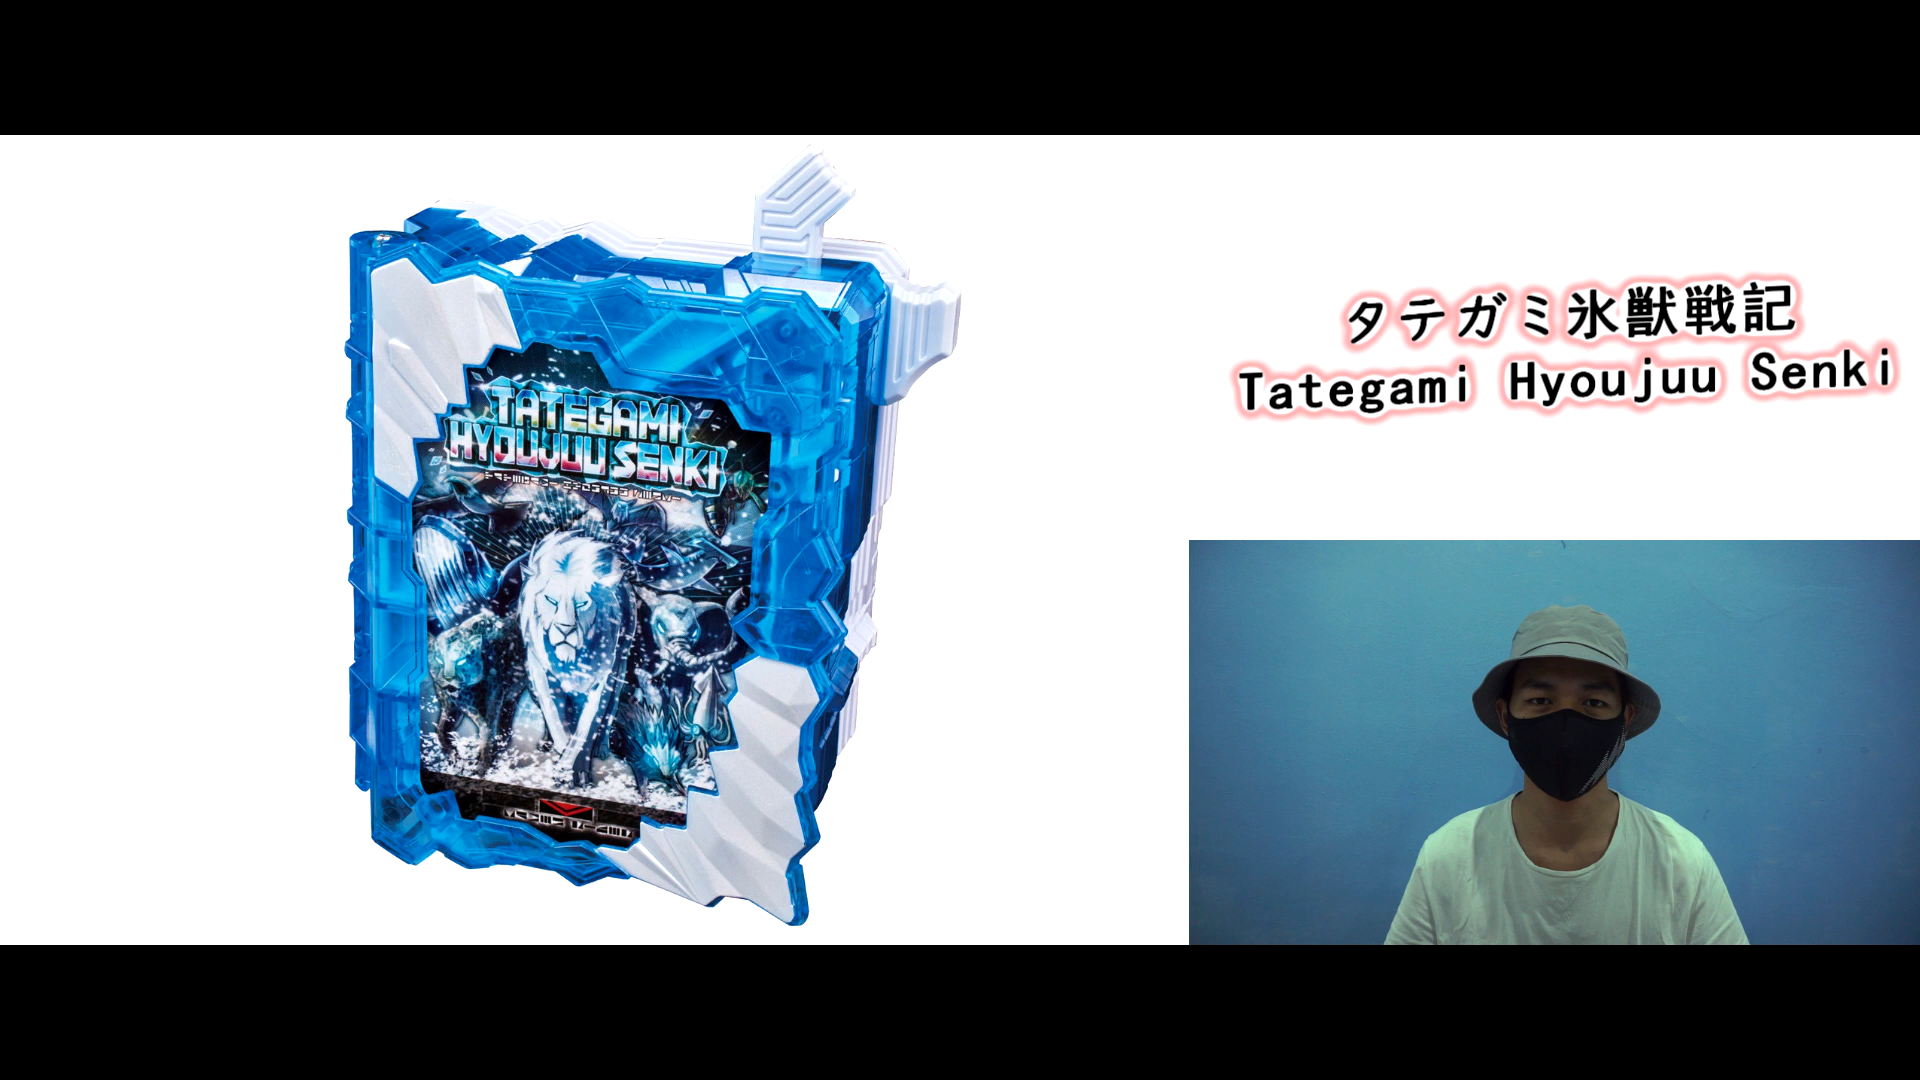 TATEGAMI
HYOUJUU SENKI
タテガミ氷獣戦記
Tategami Hyoujuu Senki